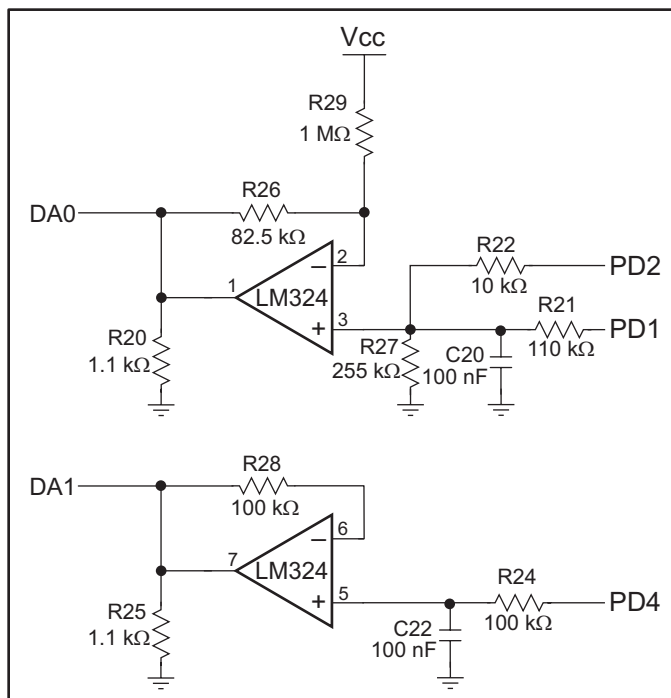 Vcc
R29
1 MΩ
R26
DA0
82.5 kΩ
2
R22
PD2
10 kΩ
1
–
LM324
+
3
R21
PD1
110 kΩ
R20
1.1 kΩ
R27
255 kΩ
C20
100 nF
R28
DA1
100 kΩ
6
7
–
LM324
+
5
R24
PD4
100 kΩ
R25
1.1 kΩ
C22
100 nF